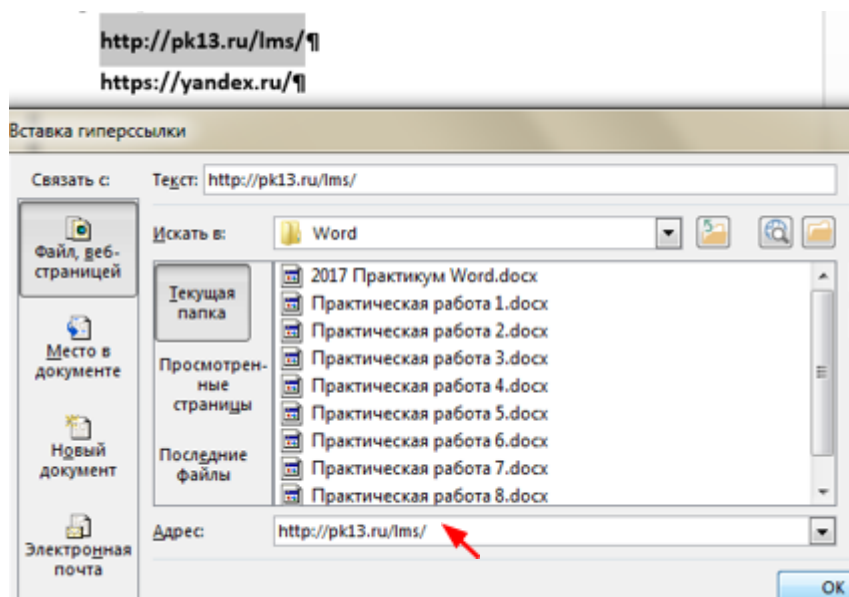 http://pk13.ru/lms/¶
https://yandex.ru/¶
Вставка гиперссылки
Связать с:
Текст: http://pk13.ru/lms/
Файл, веб-
страницей
Искать в: Word
Текущая
папка
2017 Практикум Word.docx
Практическая работа 1.docx
Практическая работа 2.docx
Практическая работа 3.docx
Практическая работа 4.docx
Практическая работа 5.docx
Практическая работа 6.docx
Практическая работа 7.docx
Практическая работа 8.docx
Место в
документе
Просмотрен-
ные
страницы
Новый
документ
Последние
файлы
Электронная
почта
Адрес: http://pk13.ru/lms/
ОК